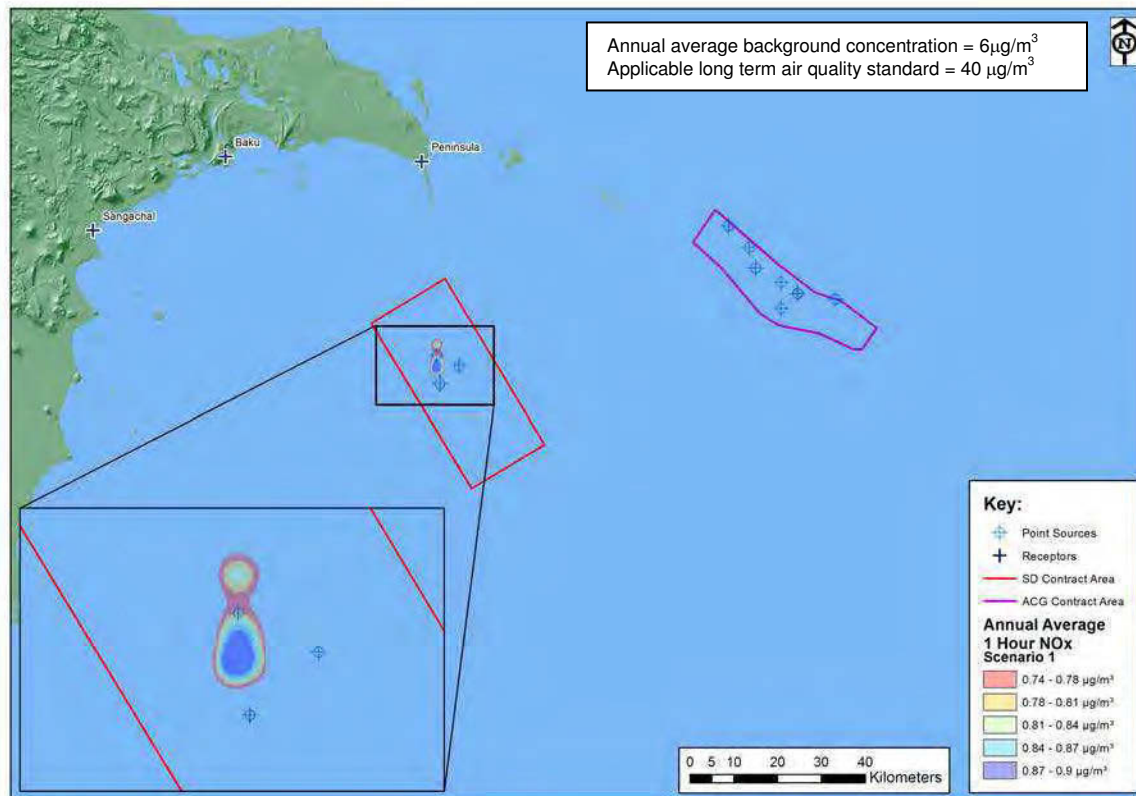 Annual average background concentration = 6µg/m³
Applicable long term air quality standard = 40 µg/m³
N
Baku
Peninsula
Sangachal
Key:
Point Sources
Receptors
SD Contract Area
ACG Contract Area
Annual Average
1 Hour NOx
Scenario 1
0.74 - 0.78 µg/m³
0.78 - 0.81 µg/m³
0.81 - 0.84 µg/m³
0.84 - 0.87 µg/m³
0.87 - 0.9 µg/m³
0 5 10 20 30 40
Kilometers